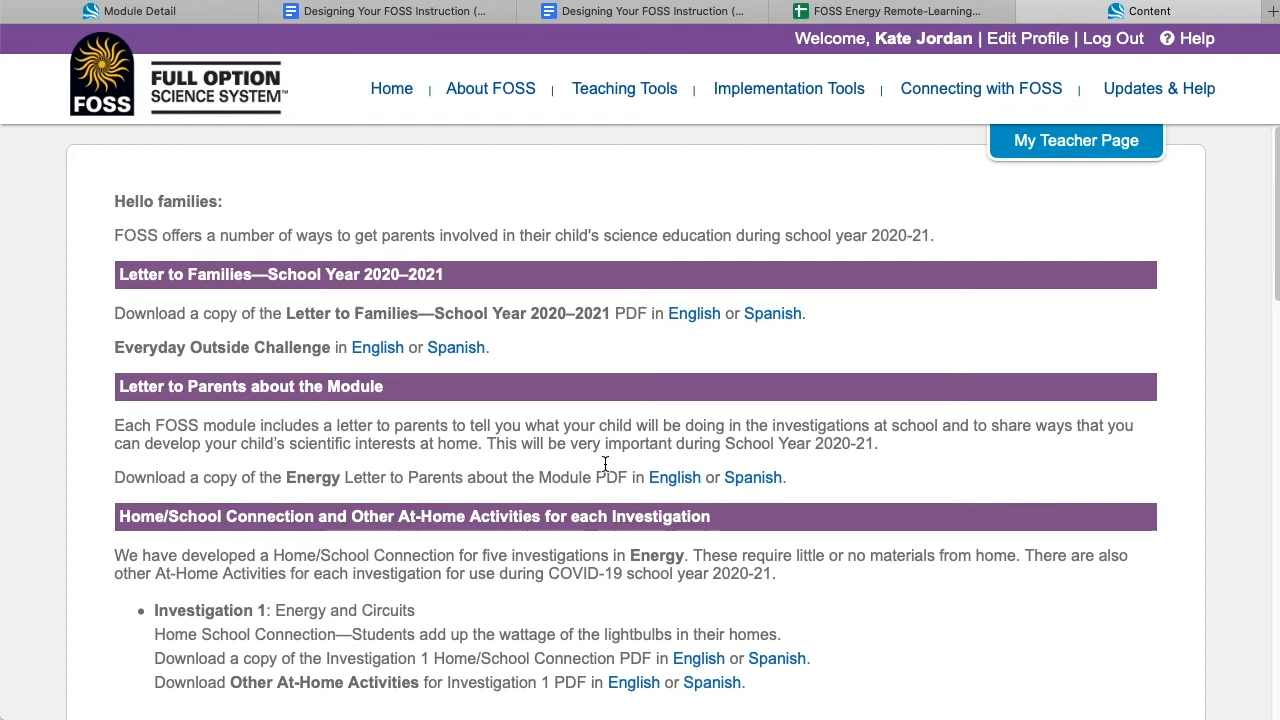 Module Detail
Designing Your FOSS Instruction (...
Designing Your FOSS Instruction (...
FOSS Energy Remote-Learning...
Content
Welcome, Kate Jordan | Edit Profile | Log Out ? Help
FOSS
FULL OPTION
SCIENCE SYSTEM™
Home | About FOSS | Teaching Tools | Implementation Tools | Connecting with FOSS | Updates & Help
My Teacher Page
Hello families:
FOSS offers a number of ways to get parents involved in their child's science education during school year 2020-21.
Letter to Families—School Year 2020–2021
Download a copy of the Letter to Families—School Year 2020–2021 PDF in English or Spanish.
Everyday Outside Challenge in English or Spanish.
Letter to Parents about the Module
Each FOSS module includes a letter to parents to tell you what your child will be doing in the investigations at school and to share ways that you
can develop your child's scientific interests at home. This will be very important during School Year 2020-21.
Download a copy of the Energy Letter to Parents about the Module PDF in English or Spanish.
Home/School Connection and Other At-Home Activities for each Investigation
We have developed a Home/School Connection for five investigations in Energy. These require little or no materials from home. There are also
other At-Home Activities for each investigation for use during COVID-19 school year 2020-21.
• Investigation 1: Energy and Circuits
Home School Connection—Students add up the wattage of the lightbulbs in their homes.
Download a copy of the Investigation 1 Home/School Connection PDF in English or Spanish.
Download Other At-Home Activities for Investigation 1 PDF in English or Spanish.